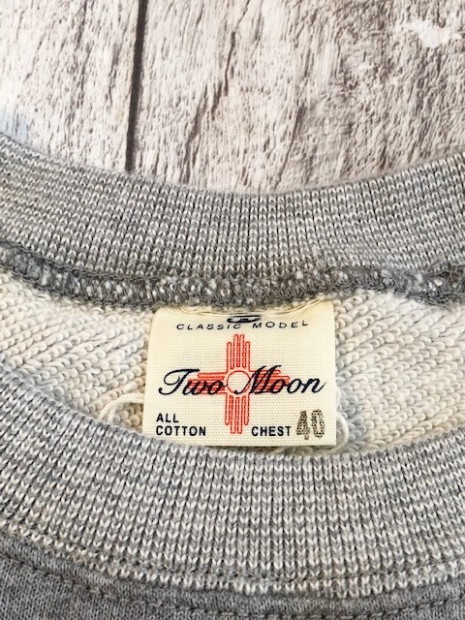 CLASSIC MODEL
Two Moon
ALL
COTTON CHEST 40